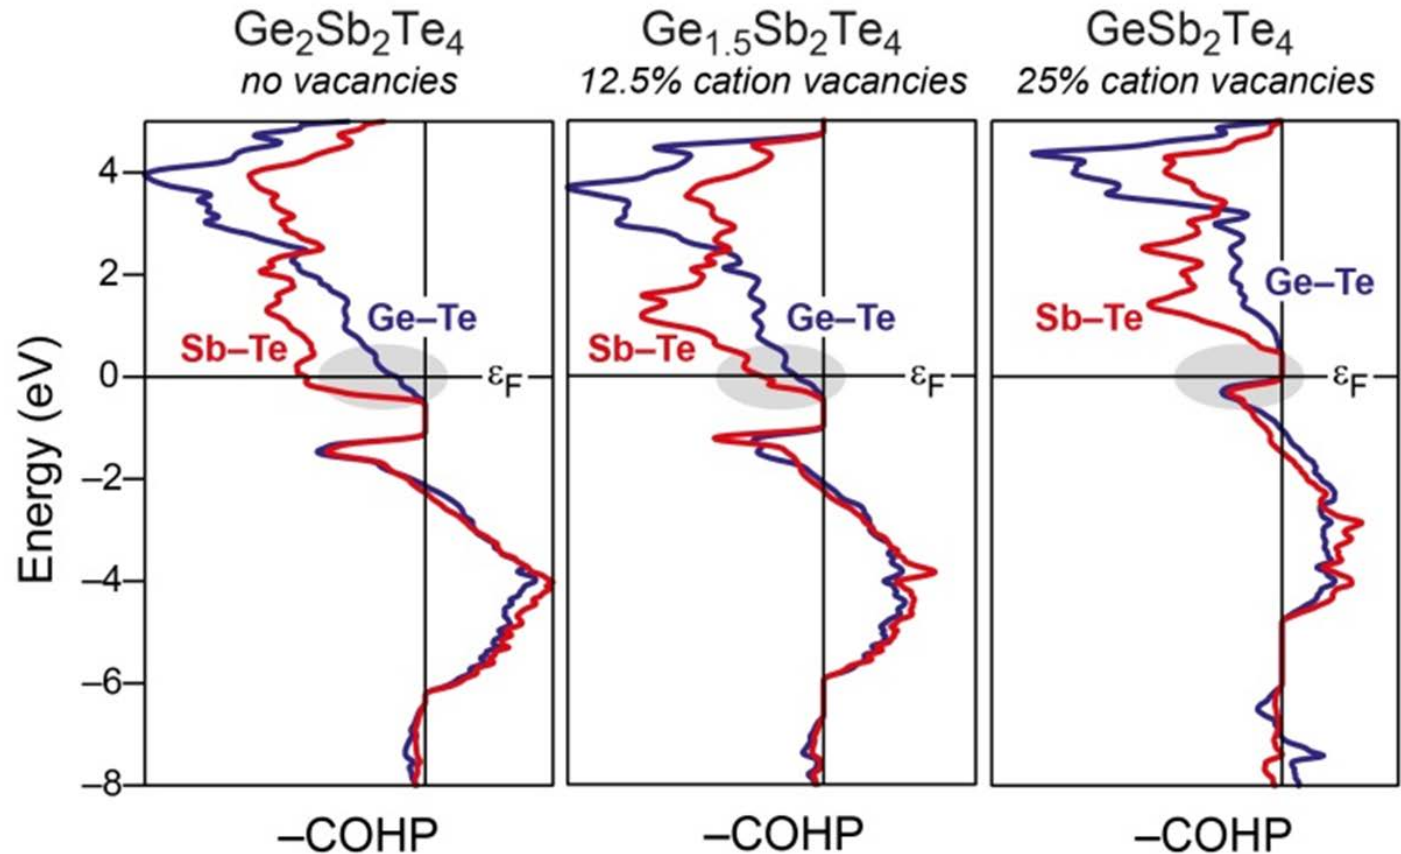 Ge₂Sb₂Te₄
no vacancies
Ge₁.₅Sb₂Te₄
12.5% cation vacancies
GeSb₂Te₄
25% cation vacancies
Energy (eV)
4
2
0
–2
–4
–6
–8
Sb–Te
Ge–Te
εF
–COHP
Sb–Te
Ge–Te
εF
–COHP
Sb–Te
Ge–Te
εF
–COHP